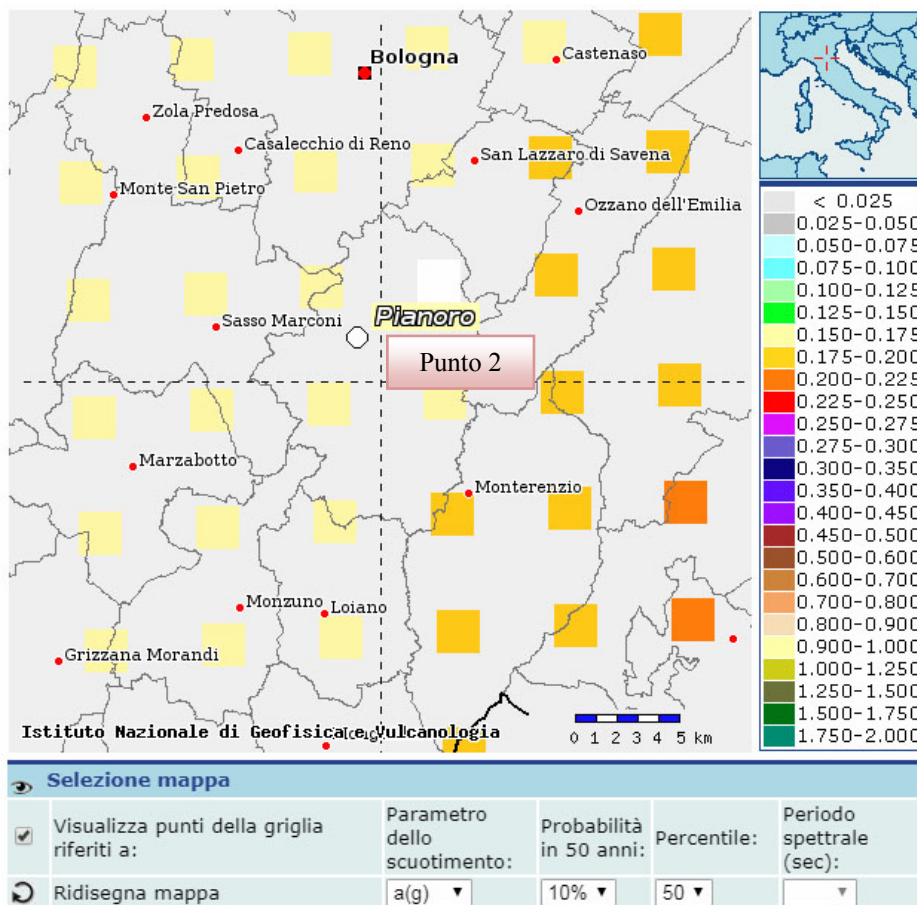 Bologna
Castenaso
Zola Predosa
Casalecchio di Reno
San Lazzaro di Savena
Monte San Pietro
Ozzano dell'Emilia
Pianoro
Sasso Marconi
Punto 2
Marzabotto
Monterenzio
Monzuno
Loiano
Grizzana Morandi
Istituto Nazionale di Geofisica e Vulcanologia
0 1 2 3 4 5 km
< 0.025
0.025-0.050
0.050-0.075
0.075-0.100
0.100-0.125
0.125-0.150
0.150-0.175
0.175-0.200
0.200-0.225
0.225-0.250
0.250-0.275
0.275-0.300
0.300-0.350
0.350-0.400
0.400-0.450
0.450-0.500
0.500-0.600
0.600-0.700
0.700-0.800
0.800-0.900
0.900-1.000
1.000-1.250
1.250-1.500
1.500-1.750
1.750-2.000
Selezione mappa
Visualizza punti della griglia
riferiti a:
Parametro
dello
scuotimento:
Probabilità
in 50 anni:
Percentile:
Periodo
spettrale
(sec):
Ridisegna mappa
a(g)
10%
50